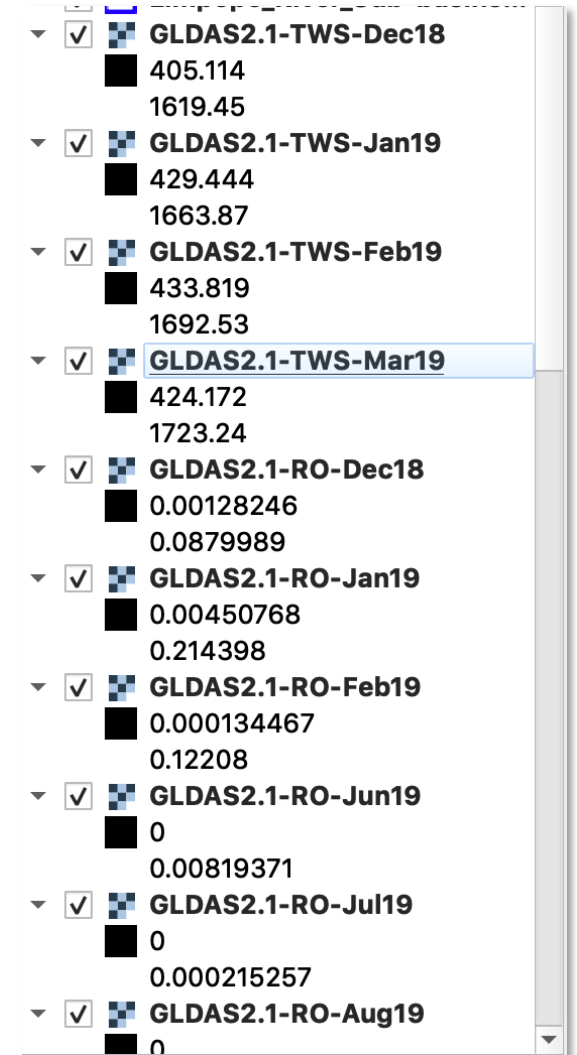 GLDAS2.1-TWS-Dec18
405.114
1619.45
GLDAS2.1-TWS-Jan19
429.444
1663.87
GLDAS2.1-TWS-Feb19
433.819
1692.53
GLDAS2.1-TWS-Mar19
424.172
1723.24
GLDAS2.1-RO-Dec18
0.00128246
0.0879989
GLDAS2.1-RO-Jan19
0.00450768
0.214398
GLDAS2.1-RO-Feb19
0.000134467
0.12208
GLDAS2.1-RO-Jun19
0
0.00819371
GLDAS2.1-RO-Jul19
0
0.000215257
GLDAS2.1-RO-Aug19
0